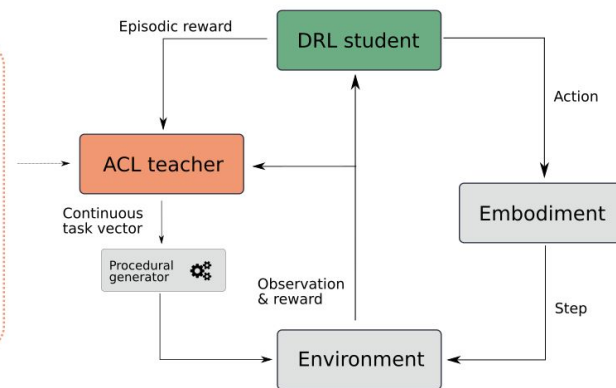 Episodic reward
DRL student
Action
ACL teacher
Continuous
task vector
Embodiment
Procedural
generator
Observation
& reward
Step
Environment